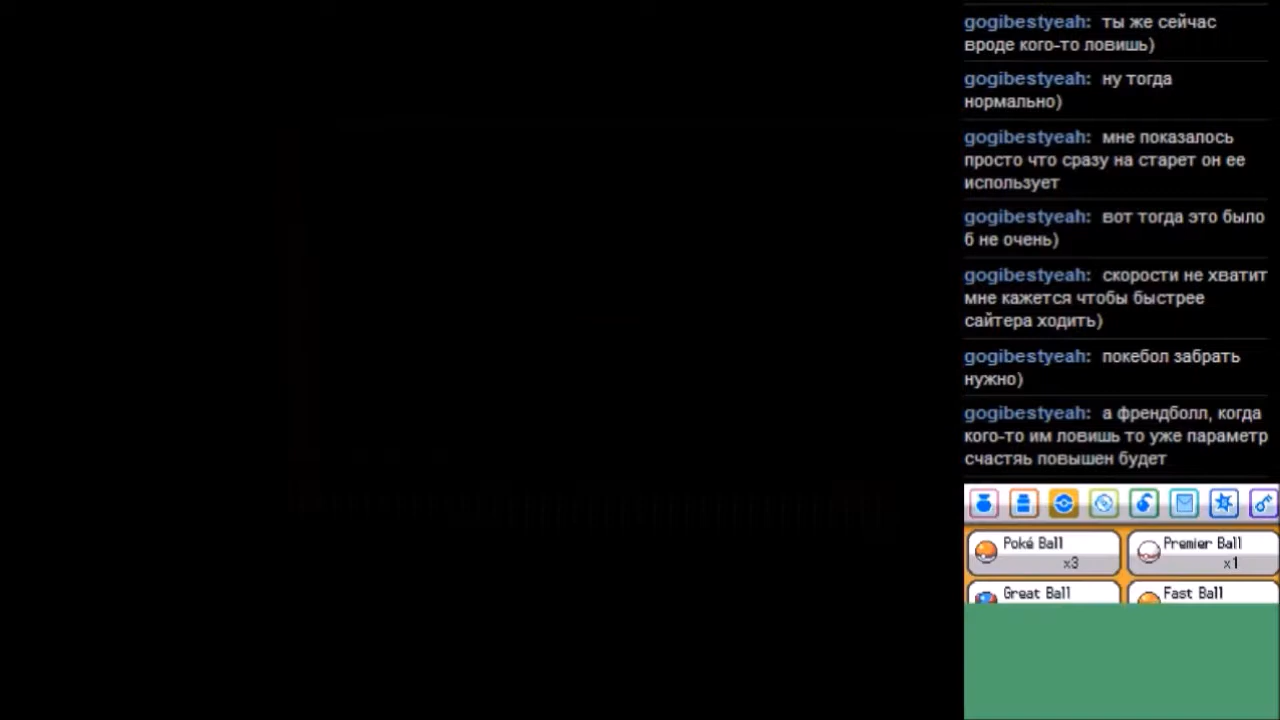 gogibestyeah: ты же сейчас
вроде кого-то ловишь)
gogibestyeah: ну тогда
нормально)
gogibestyeah: мне показалось
просто что сразу на старет он ее
использует
gogibestyeah: вот тогда это было
б не очень)
gogibestyeah: скорости не хватит
мне кажется чтобы быстрее
сайтера ходить)
gogibestyeah: покебол забрать
нужно)
gogibestyeah: а френдболл, когда
кого-то им ловишь то уже параметр
счастяь повышен будет
Poké Ball
x3
Premier Ball
x1
Great Ball
Fast Ball